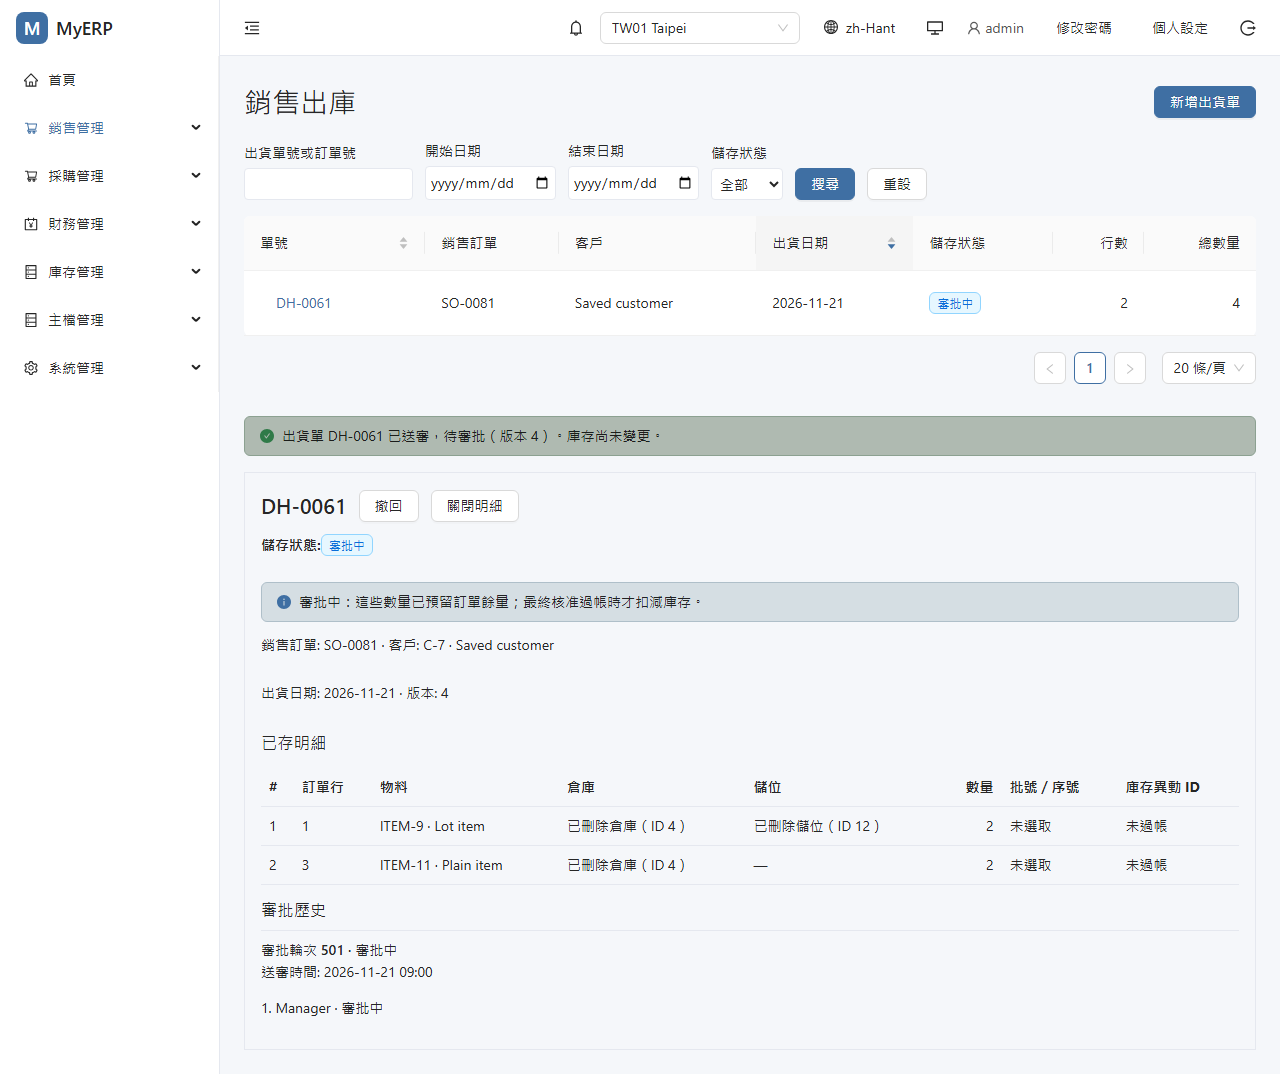 M MyERP
TW01 Taipei
zh-Hant
admin
修改密碼
個人設定
首頁
銷售管理
採購管理
財務管理
庫存管理
主檔管理
系統管理
銷售出庫
新增出貨單
出貨單號或訂單號
開始日期
結束日期
儲存狀態
yyyy/mm/dd
yyyy/mm/dd
全部
搜尋
重設
單號 銷售訂單 客戶 出貨日期 儲存狀態 行數 總數量
DH-0061 SO-0081 Saved customer 2026-11-21 審批中 2 4
< 1 > 20 條/頁
出貨單 DH-0061 已送審，待審批（版本 4）。庫存尚未變更。
DH-0061 撤回 關閉明細
儲存狀態: 審批中
審批中：這些數量已預留訂單餘量；最終核准過帳時才扣減庫存。
銷售訂單: SO-0081 · 客戶: C-7 · Saved customer
出貨日期: 2026-11-21 · 版本: 4
已存明細
# 訂單行 物料 倉庫 儲位 數量 批號 / 序號 庫存異動 ID
1 1 ITEM-9 · Lot item 已刪除倉庫（ID 4） 已刪除儲位（ID 12） 2 未選取 未過帳
2 3 ITEM-11 · Plain item 已刪除倉庫（ID 4） — 2 未選取 未過帳
審批歷史
審批輪次 501 · 審批中
送審時間: 2026-11-21 09:00
1. Manager · 審批中